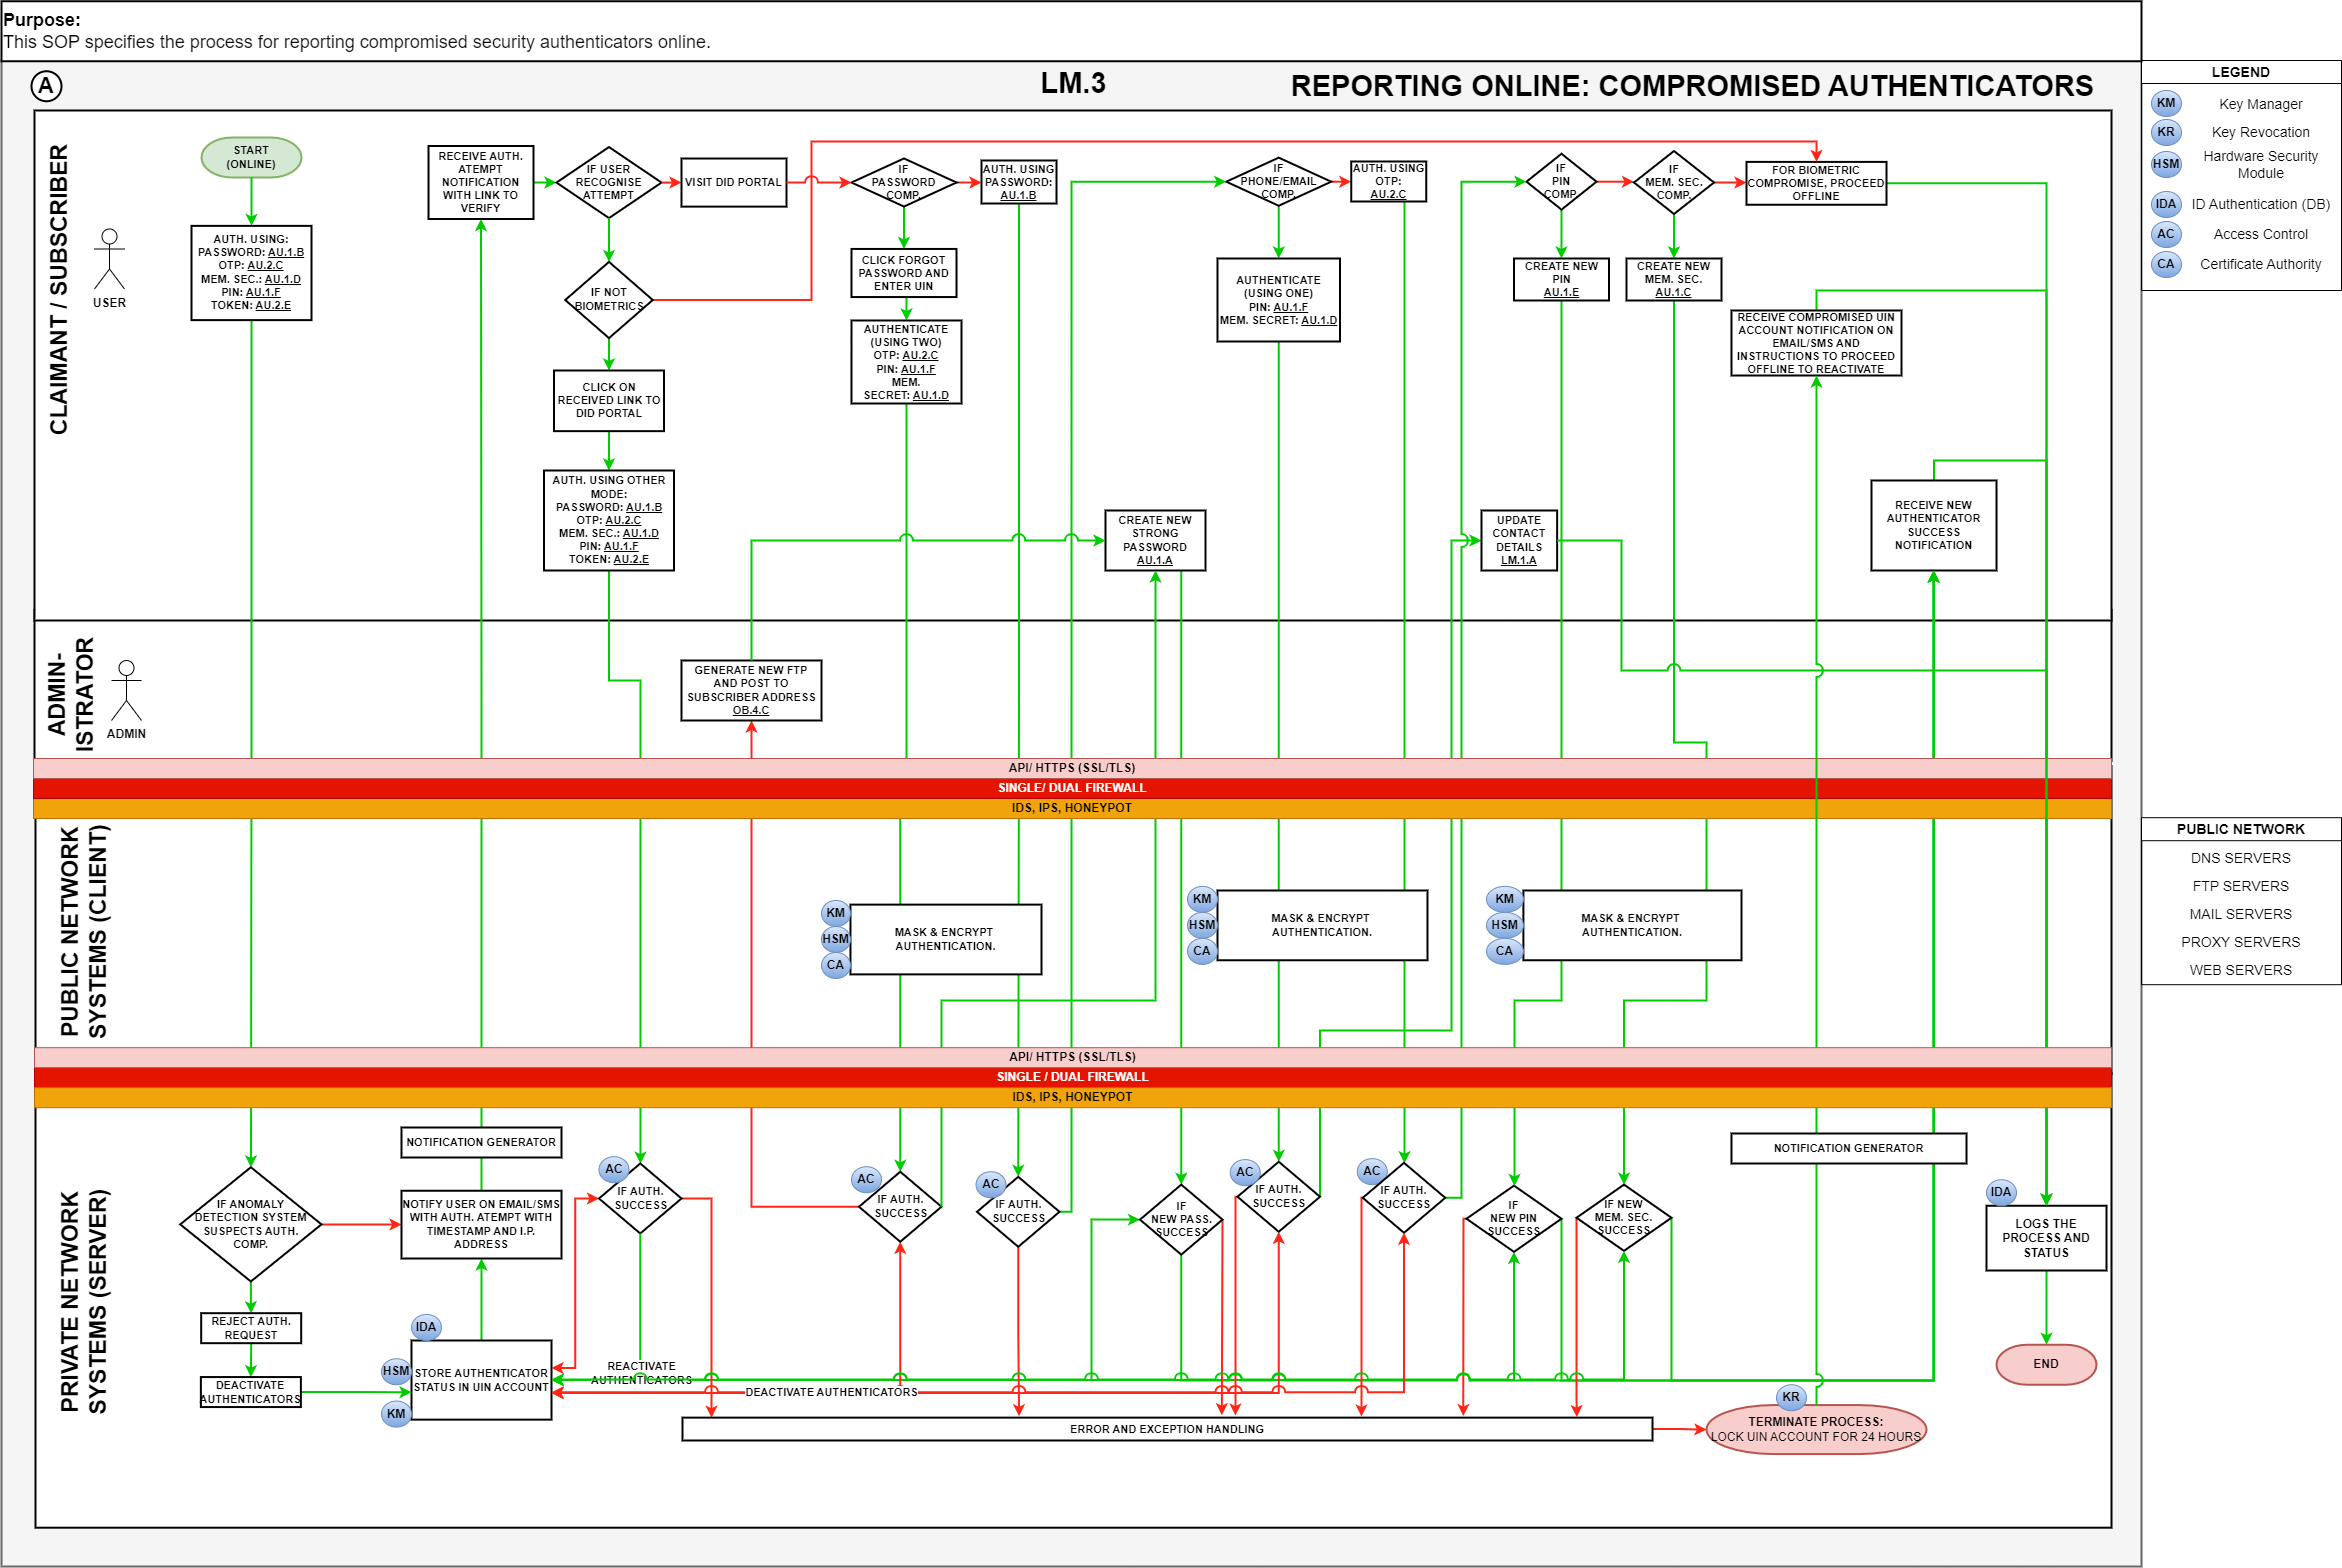 Purpose:
This SOP specifies the process for reporting compromised security authenticators online.
A
LM.3
REPORTING ONLINE: COMPROMISED AUTHENTICATORS
LEGEND
KM
Key Manager
KR
Key Revocation
HSM
Hardware Security
Module
IDA
ID Authentication (DB)
AC
Access Control
CA
Certificate Authority
CLAIMANT / SUBSCRIBER
USER
START
(ONLINE)
AUTH. USING:
PASSWORD: AU.1.B
OTP: AU.2.C
MEM. SEC.: AU.1.D
PIN: AU.1.F
TOKEN: AU.2.E
RECEIVE AUTH.
ATEMPT
NOTIFICATION
WITH LINK TO
VERIFY
IF USER
RECOGNISE
ATTEMPT
VISIT DID PORTAL
IF NOT
BIOMETRICS
CLICK ON
RECEIVED LINK TO
DID PORTAL
AUTH. USING OTHER
MODE:
PASSWORD: AU.1.B
OTP: AU.2.C
MEM. SEC.: AU.1.D
PIN: AU.1.F
TOKEN: AU.2.E
IF
PASSWORD
COMP.
AUTH. USING
PASSWORD:
AU.1.B
CLICK FORGOT
PASSWORD AND
ENTER UIN
AUTHENTICATE
(USING TWO)
OTP: AU.2.C
PIN: AU.1.F
MEM.
SECRET: AU.1.D
CREATE NEW
STRONG
PASSWORD
AU.1.A
IF
PHONE/EMAIL
COMP.
AUTH. USING
OTP:
AU.2.C
AUTHENTICATE
(USING ONE)
PIN: AU.1.F
MEM. SECRET: AU.1.D
IF
PIN
COMP.
IF
MEM. SEC.
COMP.
FOR BIOMETRIC
COMPROMISE, PROCEED
OFFLINE
CREATE NEW
PIN
AU.1.E
CREATE NEW
MEM. SEC.
AU.1.C
RECEIVE COMPROMISED UIN
ACCOUNT NOTIFICATION ON
EMAIL/SMS AND
INSTRUCTIONS TO PROCEED
OFFLINE TO REACTIVATE
UPDATE
CONTACT
DETAILS
LM.1.A
RECEIVE NEW
AUTHENTICATOR
SUCCESS
NOTIFICATION
ADMIN-
ISTRATOR
ADMIN
GENERATE NEW FTP
AND POST TO
SUBSCRIBER ADDRESS
OB.4.C
API/ HTTPS (SSL/TLS)
SINGLE/ DUAL FIREWALL
IDS, IPS, HONEYPOT
PUBLIC NETWORK
SYSTEMS (CLIENT)
KM
HSM
CA
MASK & ENCRYPT
AUTHENTICATION.
KM
HSM
CA
MASK & ENCRYPT
AUTHENTICATION.
KM
HSM
CA
MASK & ENCRYPT
AUTHENTICATION.
PUBLIC NETWORK
DNS SERVERS
FTP SERVERS
MAIL SERVERS
PROXY SERVERS
WEB SERVERS
API/ HTTPS (SSL/TLS)
SINGLE / DUAL FIREWALL
IDS, IPS, HONEYPOT
PRIVATE NETWORK
SYSTEMS (SERVER)
IF ANOMALY
DETECTION SYSTEM
SUSPECTS AUTH.
COMP.
REJECT AUTH.
REQUEST
DEACTIVATE
AUTHENTICATORS
NOTIFICATION GENERATOR
NOTIFY USER ON EMAIL/SMS
WITH AUTH. ATEMPT WITH
TIMESTAMP AND I.P.
ADDRESS
IDA
HSM
KM
STORE AUTHENTICATOR
STATUS IN UIN ACCOUNT
AC
IF AUTH.
SUCCESS
REACTIVATE
AUTHENTICATORS
DEACTIVATE AUTHENTICATORS
AC
IF AUTH.
SUCCESS
AC
IF AUTH.
SUCCESS
IF
NEW PASS.
SUCCESS
AC
IF AUTH.
SUCCESS
AC
IF AUTH.
SUCCESS
IF
NEW PIN
SUCCESS
IF NEW
MEM. SEC.
SUCCESS
NOTIFICATION GENERATOR
IDA
LOGS THE
PROCESS AND
STATUS
END
ERROR AND EXCEPTION HANDLING
KR
TERMINATE PROCESS:
LOCK UIN ACCOUNT FOR 24 HOURS